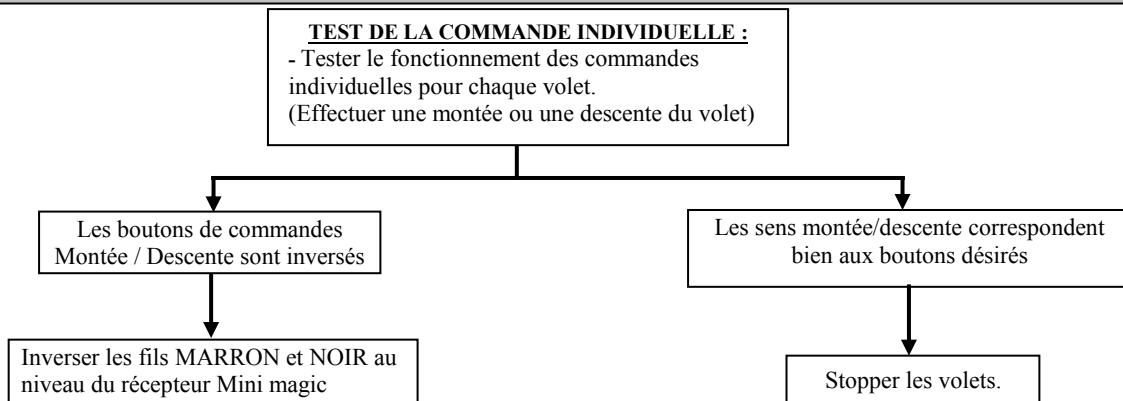 TEST DE LA COMMANDE INDIVIDUELLE :
- Tester le fonctionnement des commandes
individuelles pour chaque volet.
(Effectuer une montée ou une descente du volet)
Les boutons de commandes
Montée / Descente sont inversés
Les sens montée/descente correspondent
bien aux boutons désirés
Inverser les fils MARRON et NOIR au
niveau du récepteur Mini magic
Stopper les volets.